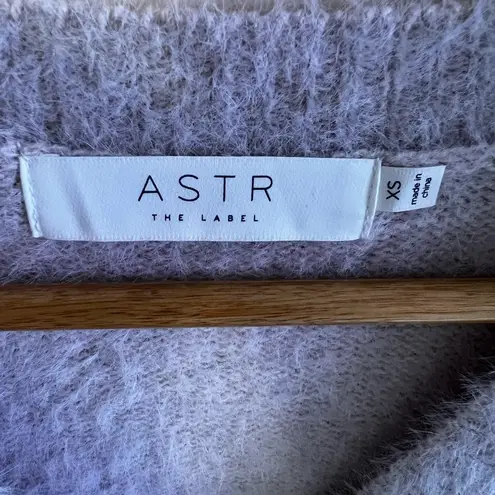 ASTR
THE LABEL
XS
made in
china